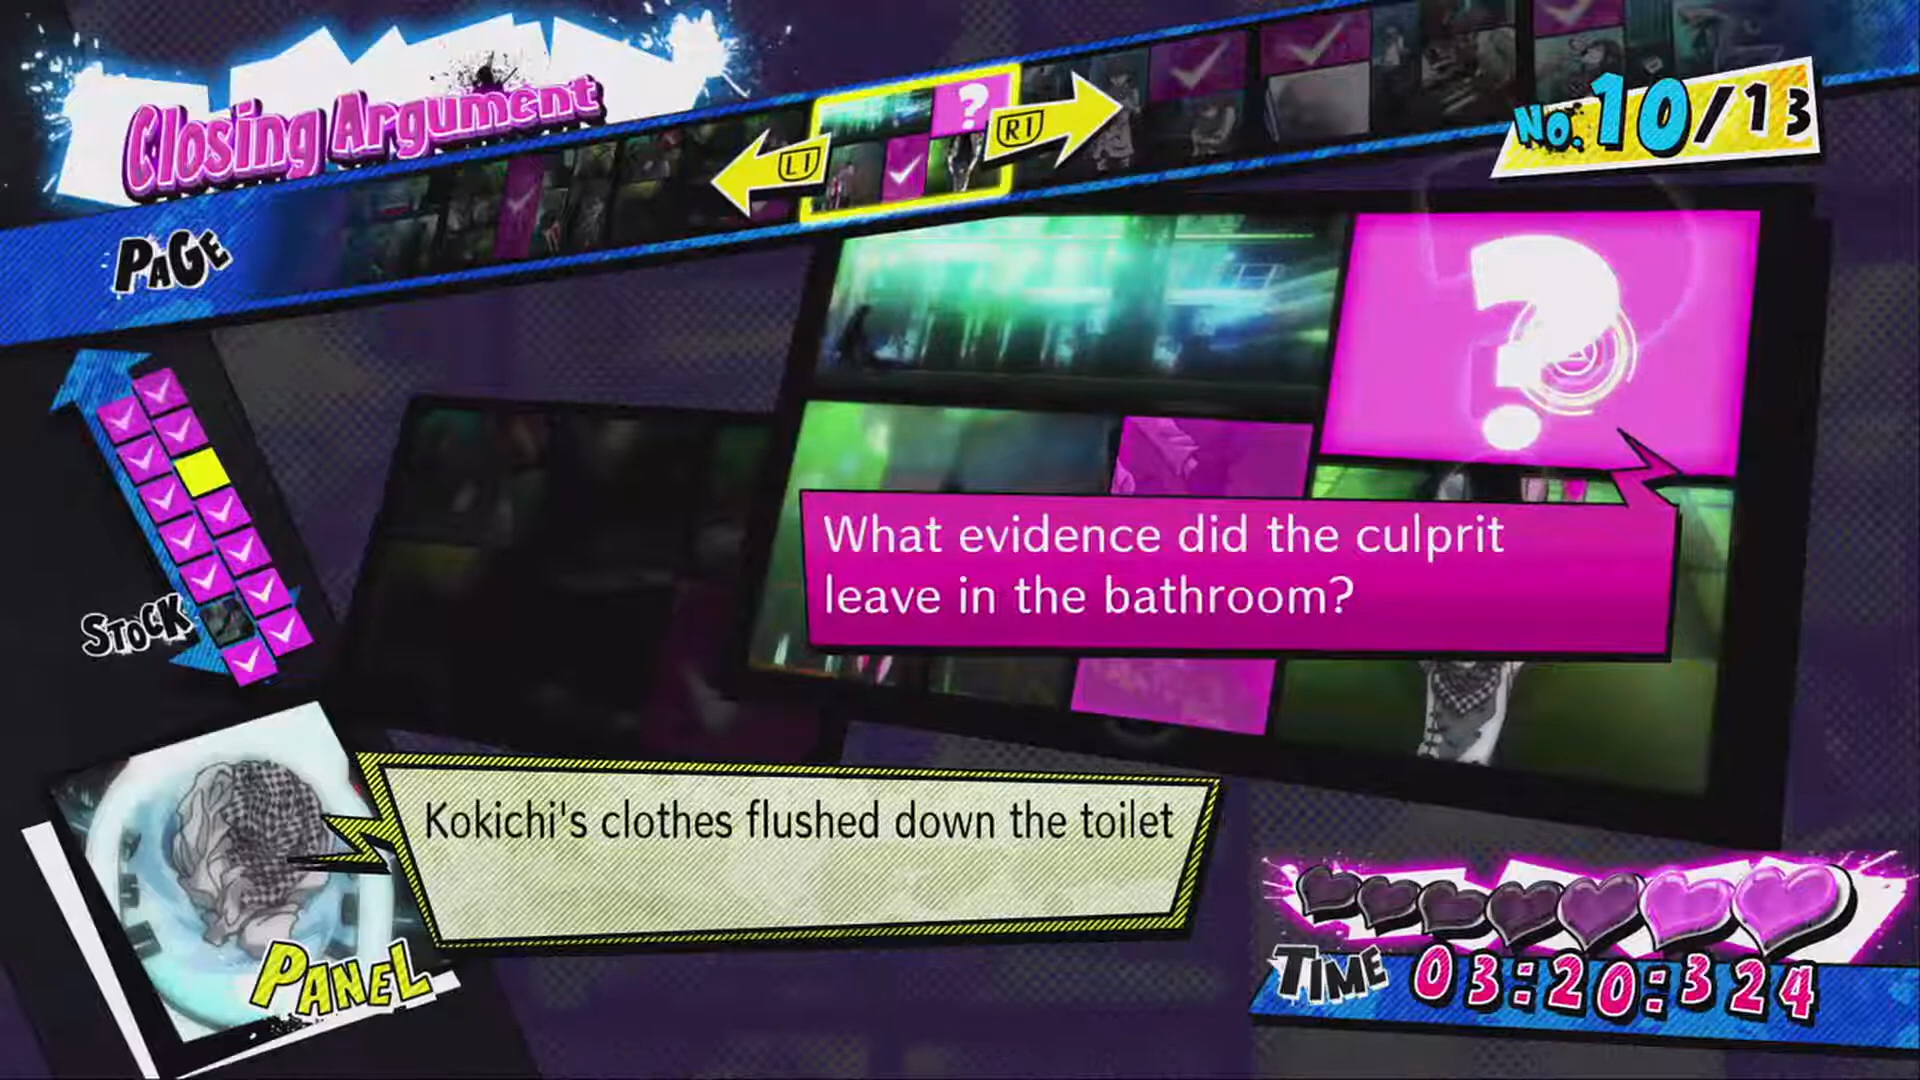 Closing Argument
L1
?
R1
No. 10/13
PAGE
?
What evidence did the culprit
leave in the bathroom?
STOCK
Kokichi's clothes flushed down the toilet
PANEL
TIME 03:20:324